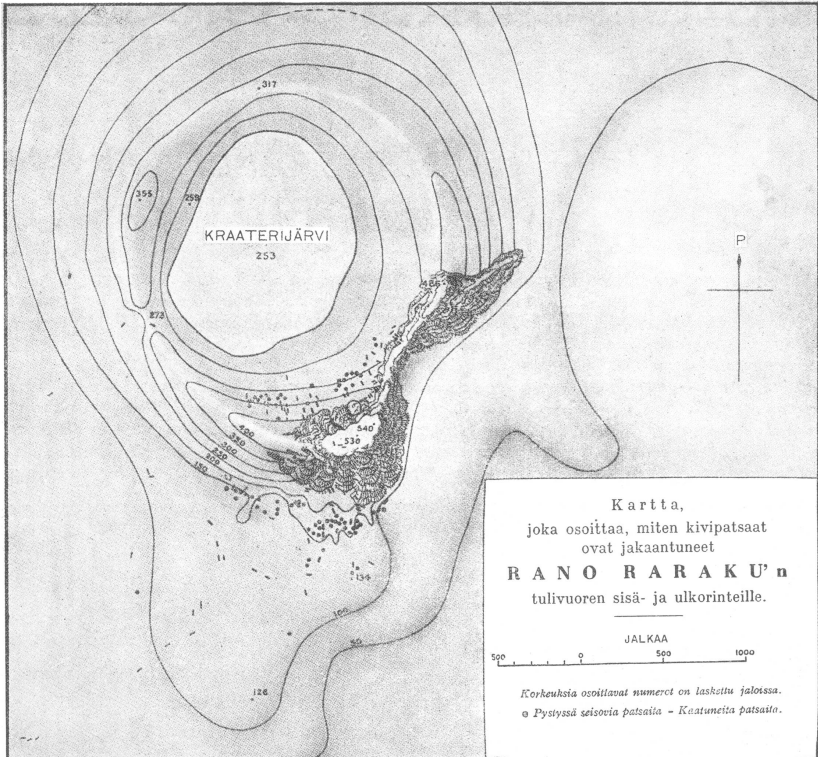 317
355
258
KRAATERIJÄRVI
253
P
466
273
400
350
300
250
200
150
540
530
134
100
50
126
Kartta,
joka osoittaa, miten kivipatsaat
ovat jakaantuneet
RANO RARAKU'n
tulivuoren sisä- ja ulkorinteille.
JALKAA
500 0 500 1000
Korkeuksia osoittavat numerot on laskettu jaloissa.
Pystyssä seisovia patsaita – Kaatuneita patsaita.